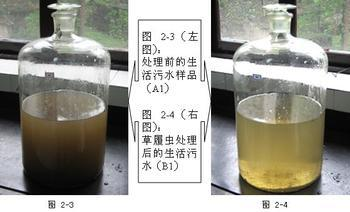 图 2-3（左
图）：
处理前的生
活污水样品
（A1）
图 2-4（右
图）：
草履虫处理
后的生活污
水（B1）
图 2-3
图 2-4